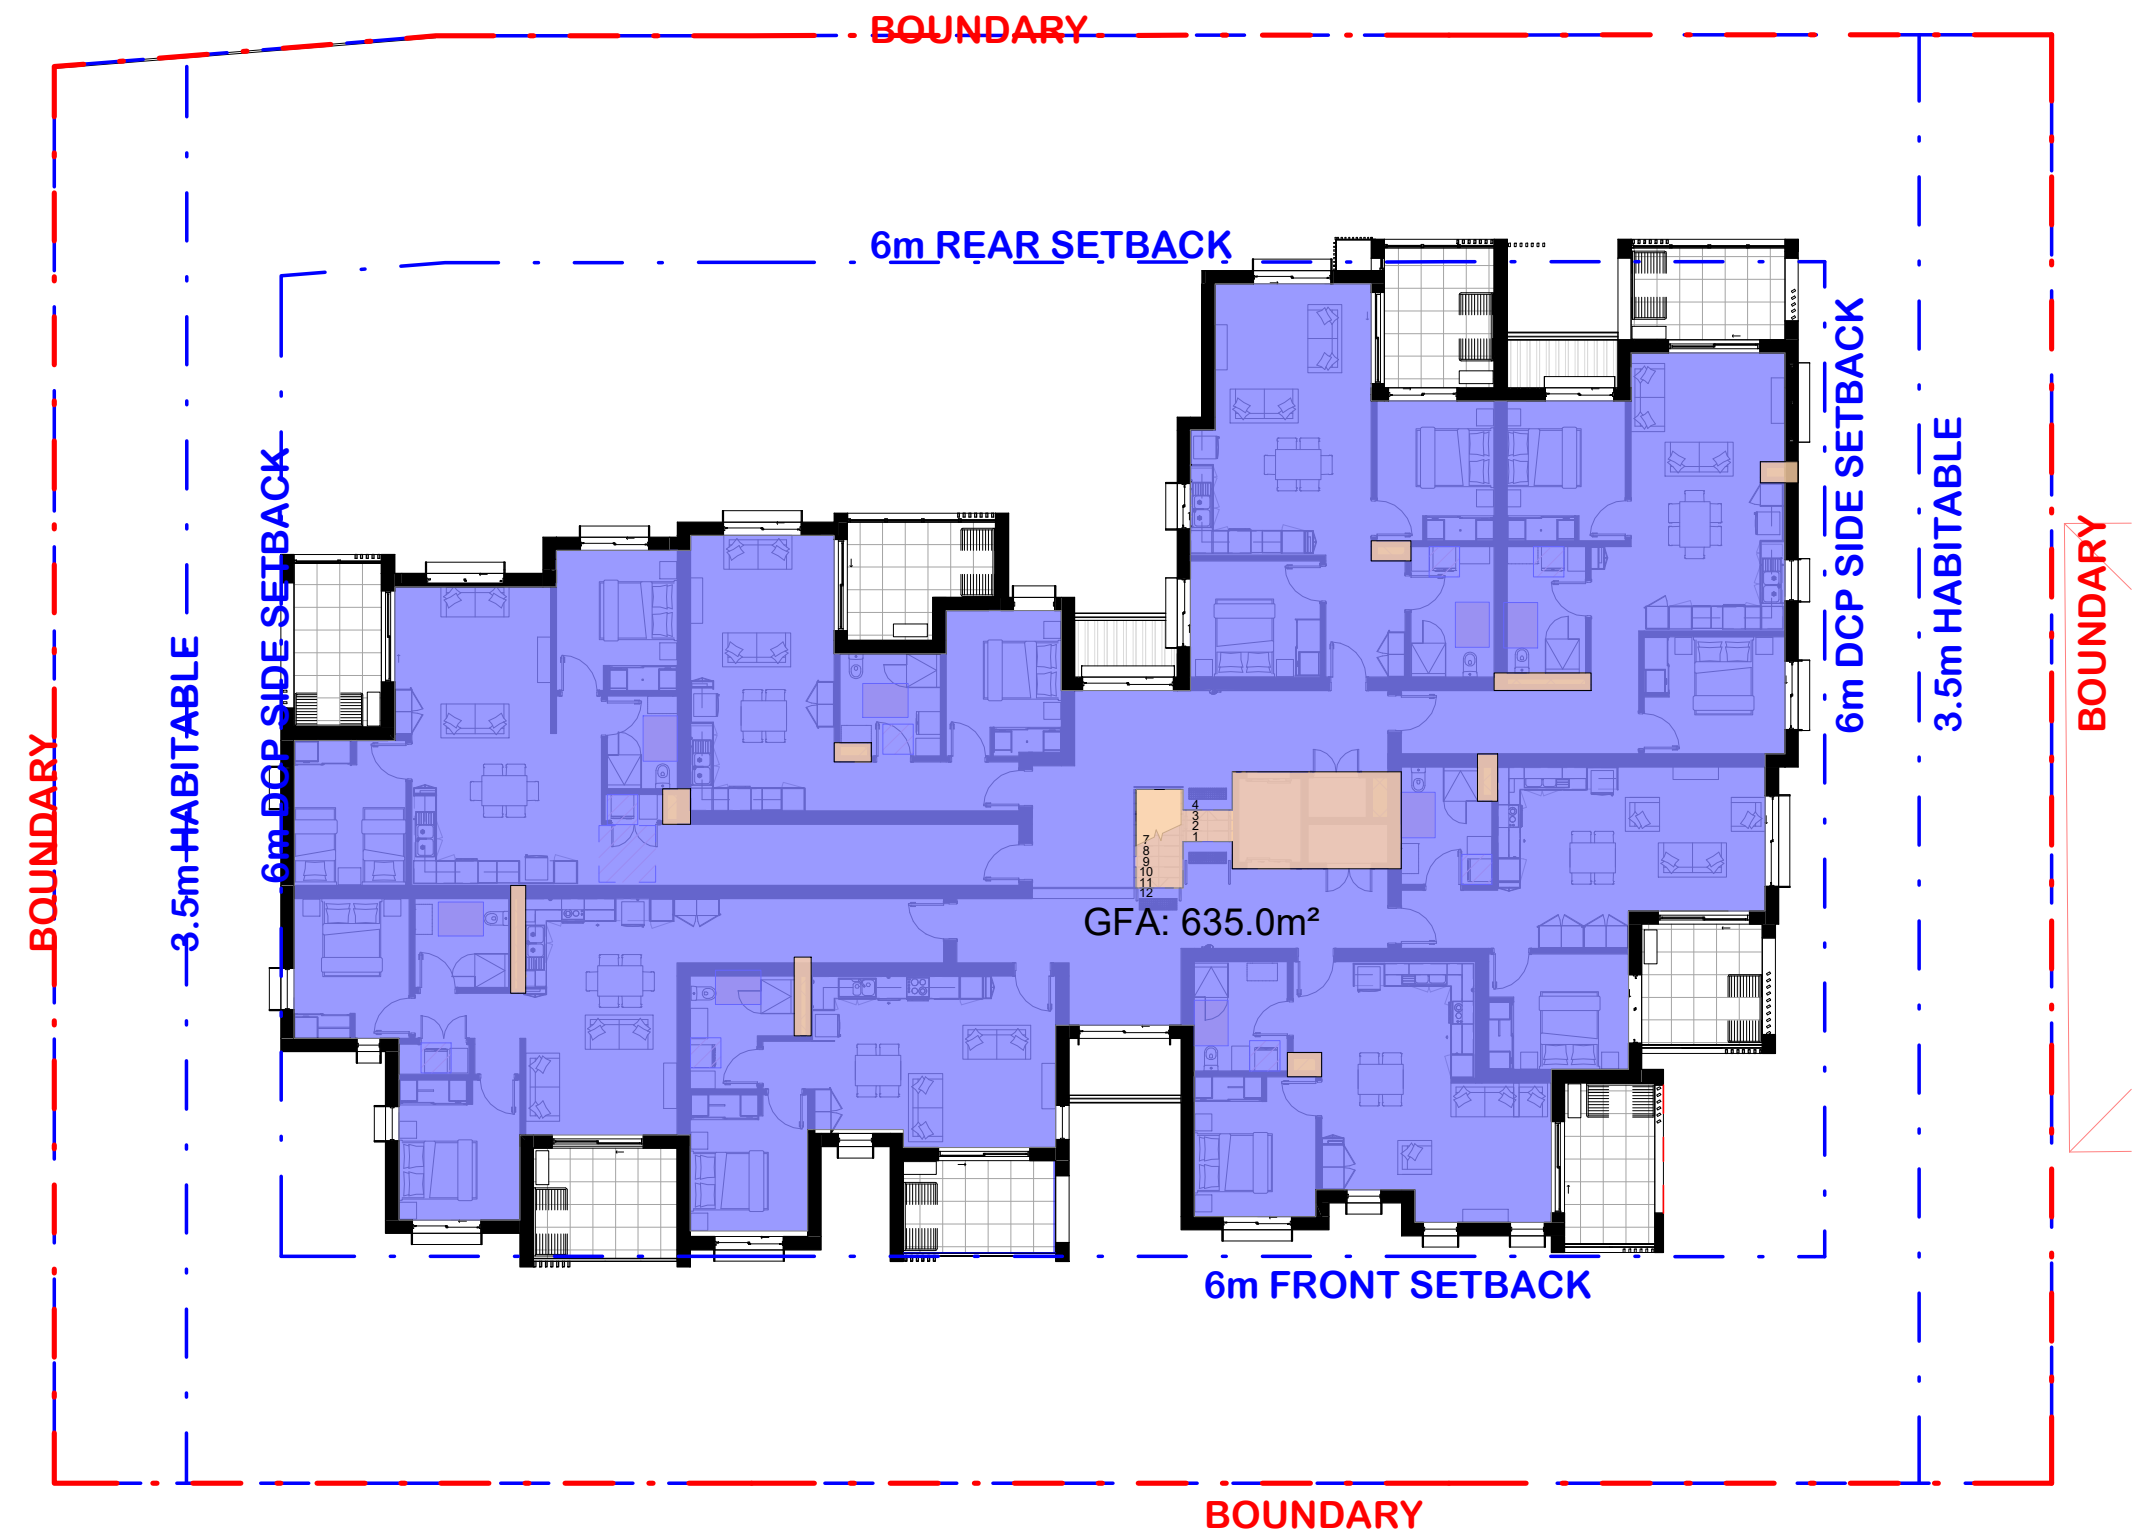 BOUNDARY
6m REAR SETBACK
6m DCP SIDE SETBACK
3.5m HABITABLE
BOUNDARY
6m DCP SIDE SETBACK
3.5m HABITABLE
BOUNDARY
4
3
2
1
7
8
9
10
11
12
GFA: 635.0m²
6m FRONT SETBACK
BOUNDARY